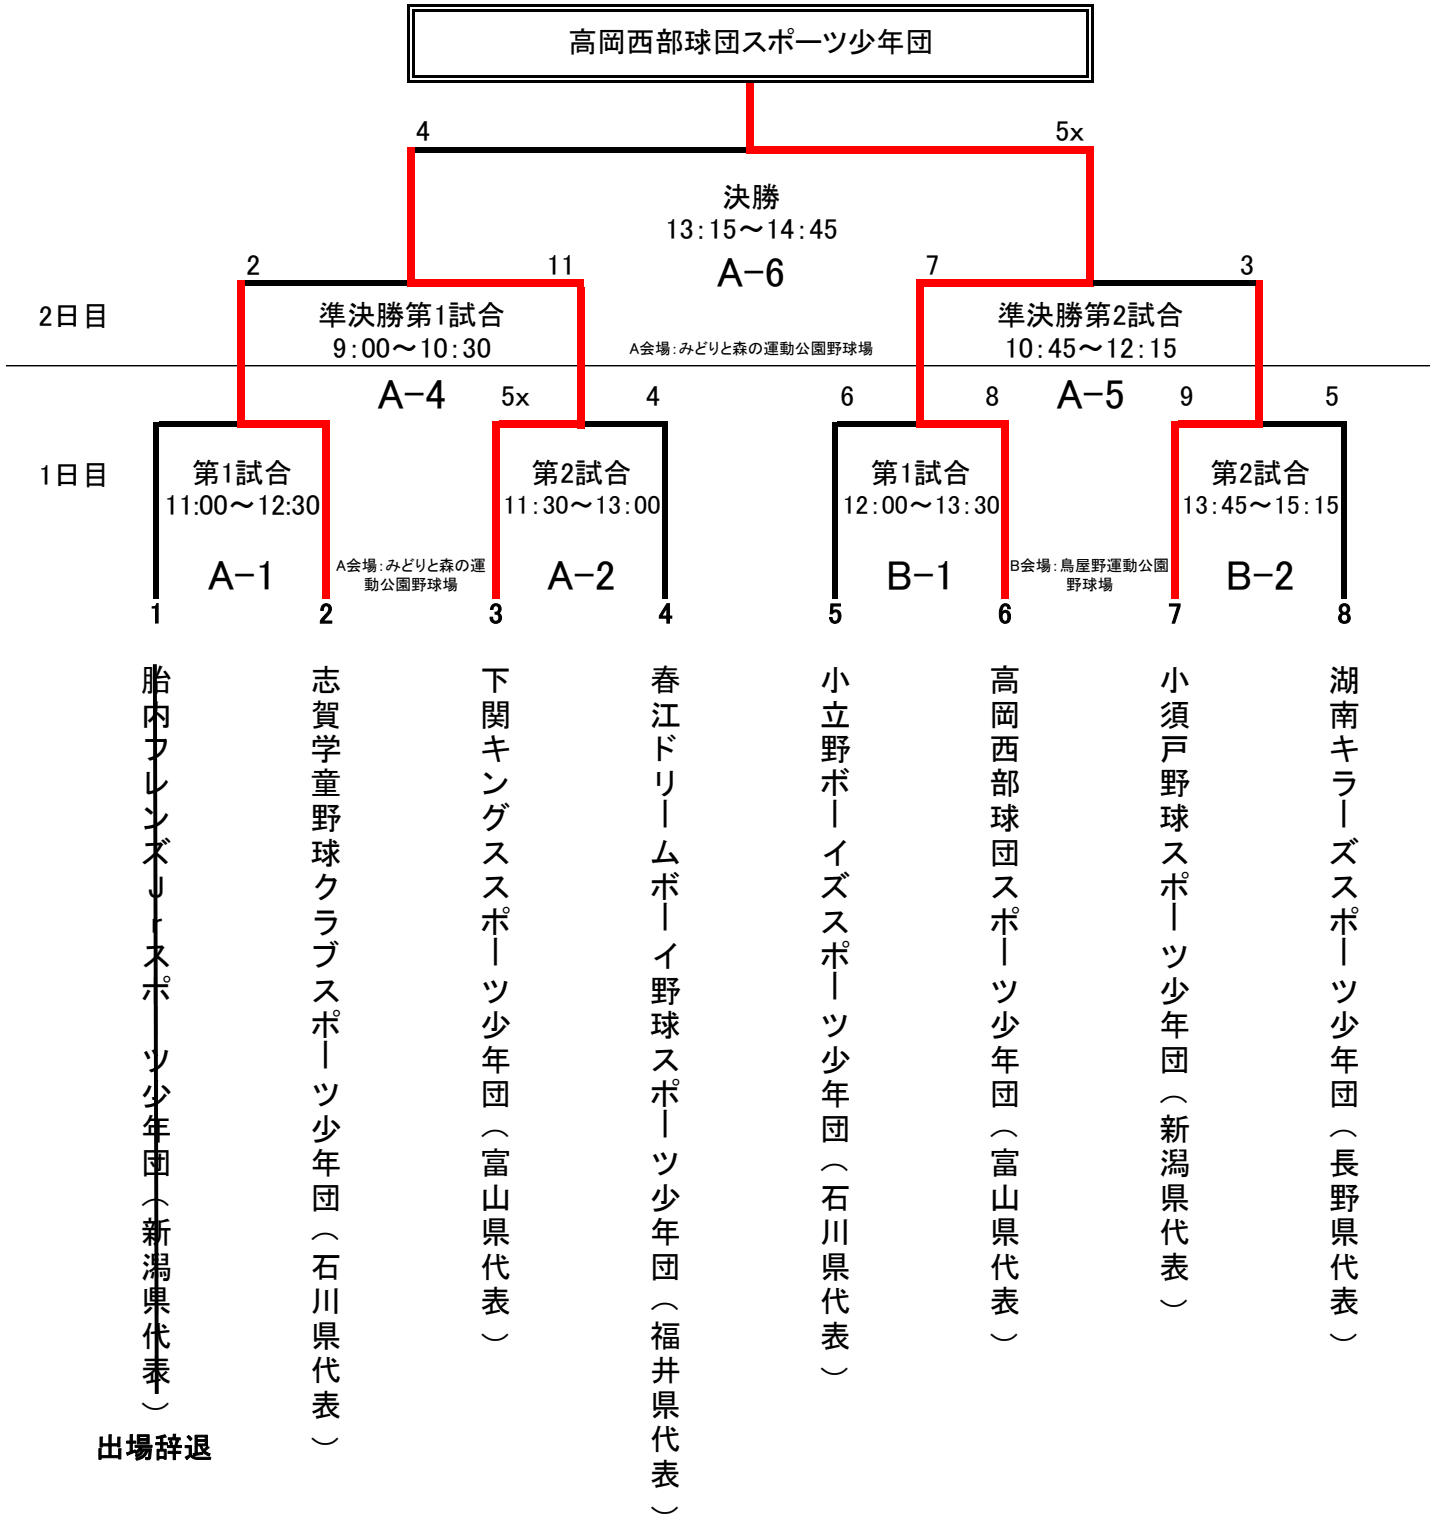 高岡西部球団スポーツ少年団
4
5x
決勝
13:15～14:45
A-6
2
11
7
3
2日目
準決勝第1試合
9:00～10:30
A会場:みどりと森の運動公園野球場
準決勝第2試合
10:45～12:15
A-4
A-5
5x
4
6
8
9
5
1日目
第1試合
11:00～12:30
A-1
A会場:みどりと森の運
動公園野球場
第2試合
11:30～13:00
A-2
第1試合
12:00～13:30
B-1
B会場:鳥屋野運動公園
野球場
第2試合
13:45～15:15
B-2
1
2
3
4
5
6
7
8
胎内フレンズJrスポーツ少年団(新潟県代表)
志賀学童野球クラブスポーツ少年団(石川県代表)
下関キングススポーツ少年団(富山県代表)
春江ドリームボーイ野球スポーツ少年団(福井県代表)
小立野ボーイズスポーツ少年団(石川県代表)
高岡西部球団スポーツ少年団(富山県代表)
小須戸野球スポーツ少年団(新潟県代表)
湖南キラーズスポーツ少年団(長野県代表)
出場辞退